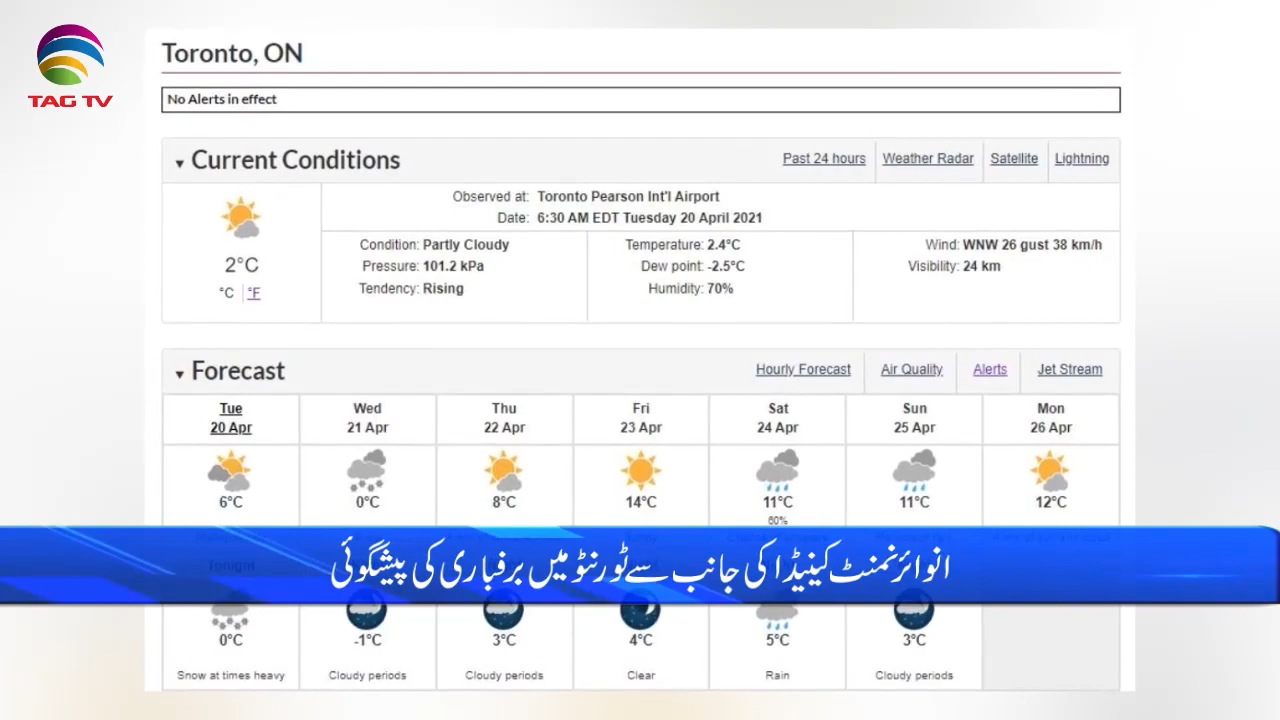 TAG TV
Toronto, ON
No Alerts in effect
Current Conditions
Past 24 hours
Weather Radar
Satellite
Lightning
2°C
°C °F
Observed at: Toronto Pearson Int'l Airport
Date: 6:30 AM EDT Tuesday 20 April 2021
Condition: Partly Cloudy
Pressure: 101.2 kPa
Tendency: Rising
Temperature: 2.4°C
Dew point: -2.5°C
Humidity: 70%
Wind: WNW 26 gust 38 km/h
Visibility: 24 km
Forecast
Hourly Forecast
Air Quality
Alerts
Jet Stream
Tue Wed Thu Fri Sat Sun Mon
20 Apr 21 Apr 22 Apr 23 Apr 24 Apr 25 Apr 26 Apr
6°C 0°C 8°C 14°C 11°C 11°C 12°C
60%
انوائرنمنٹ کینیڈا کی جانب سے ٹورنٹو میں برفباری کی پیشگوئی
0°C -1°C 3°C 4°C 5°C 3°C
Snow at times heavy Cloudy periods Cloudy periods Clear Rain Cloudy periods